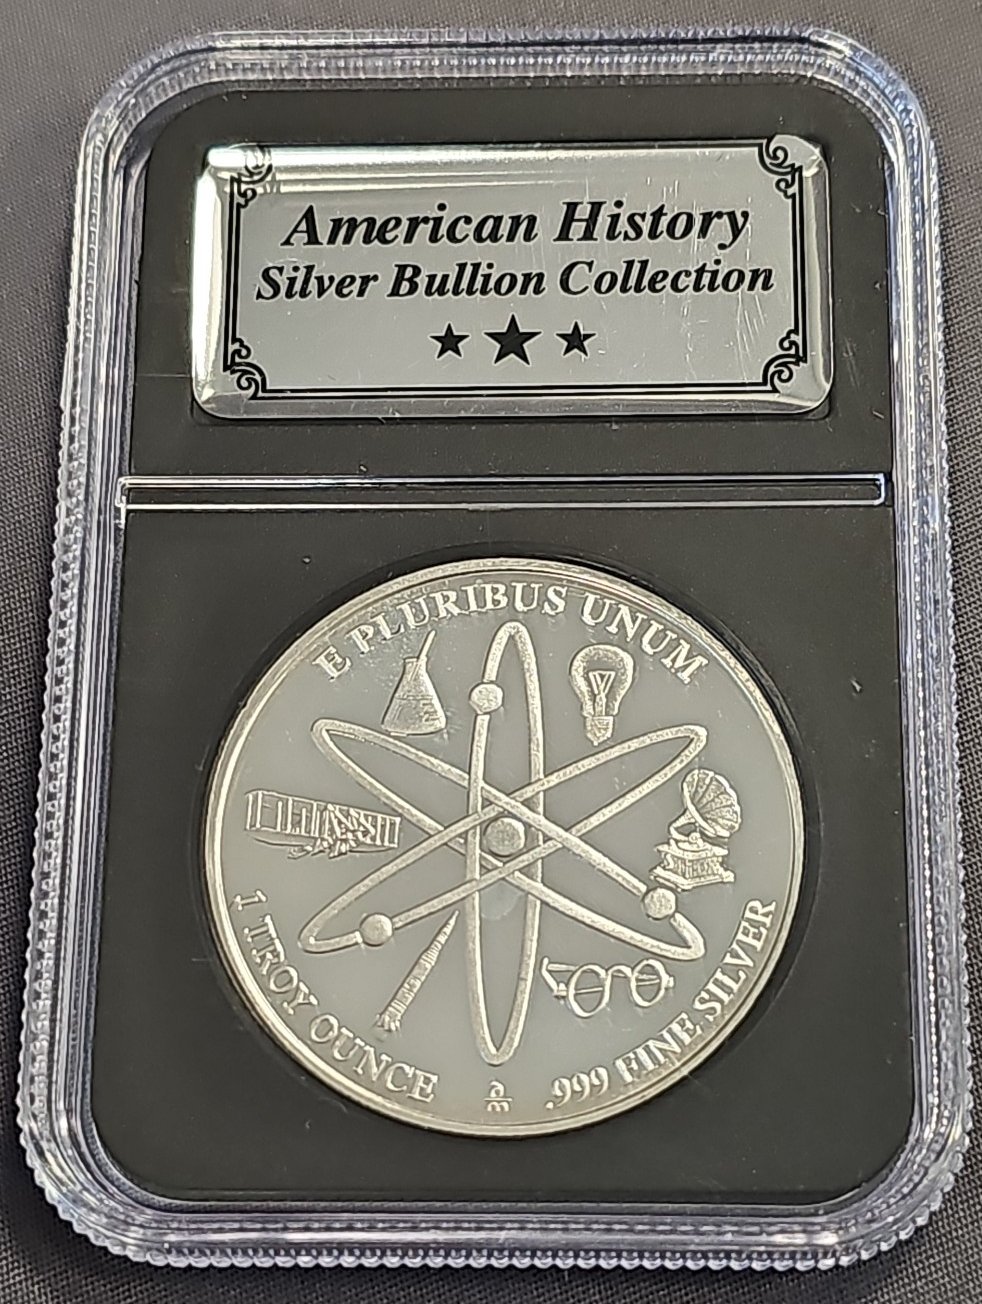 American History
Silver Bullion Collection
E PLURIBUS UNUM
1 TROY OUNCE
.999 FINE SILVER